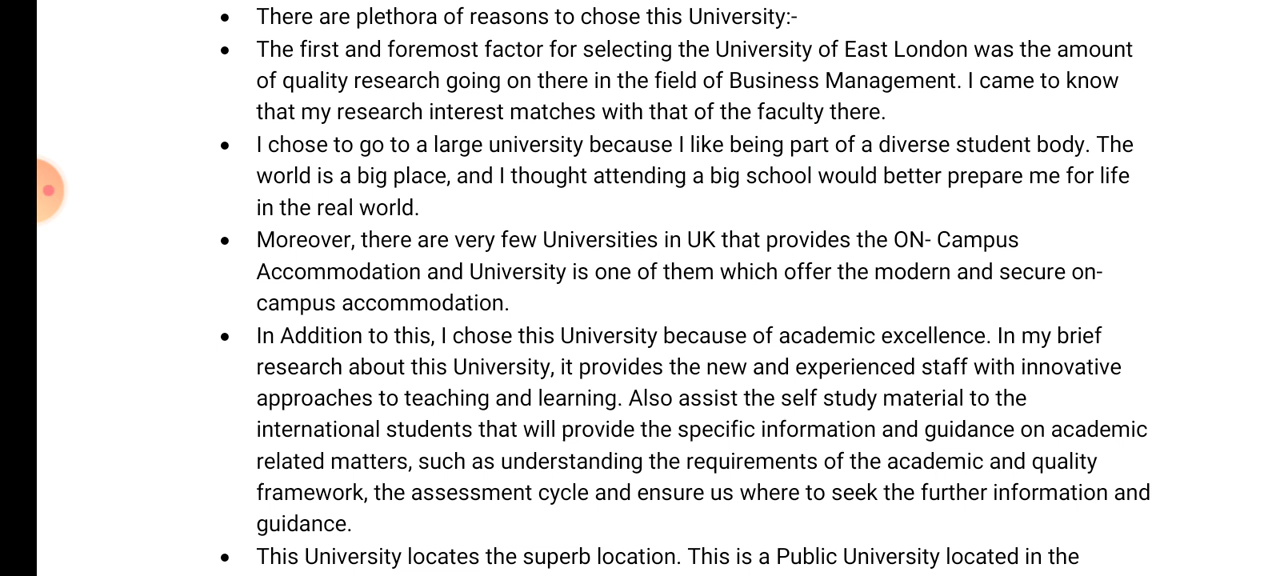 • There are plethora of reasons to chose this University:-
• The first and foremost factor for selecting the University of East London was the amount
of quality research going on there in the field of Business Management. I came to know
that my research interest matches with that of the faculty there.
• I chose to go to a large university because I like being part of a diverse student body. The
world is a big place, and I thought attending a big school would better prepare me for life
in the real world.
• Moreover, there are very few Universities in UK that provides the ON- Campus
Accommodation and University is one of them which offer the modern and secure on-
campus accommodation.
• In Addition to this, I chose this University because of academic excellence. In my brief
research about this University, it provides the new and experienced staff with innovative
approaches to teaching and learning. Also assist the self study material to the
international students that will provide the specific information and guidance on academic
related matters, such as understanding the requirements of the academic and quality
framework, the assessment cycle and ensure us where to seek the further information and
guidance.
• This University locates the superb location. This is a Public University located in the